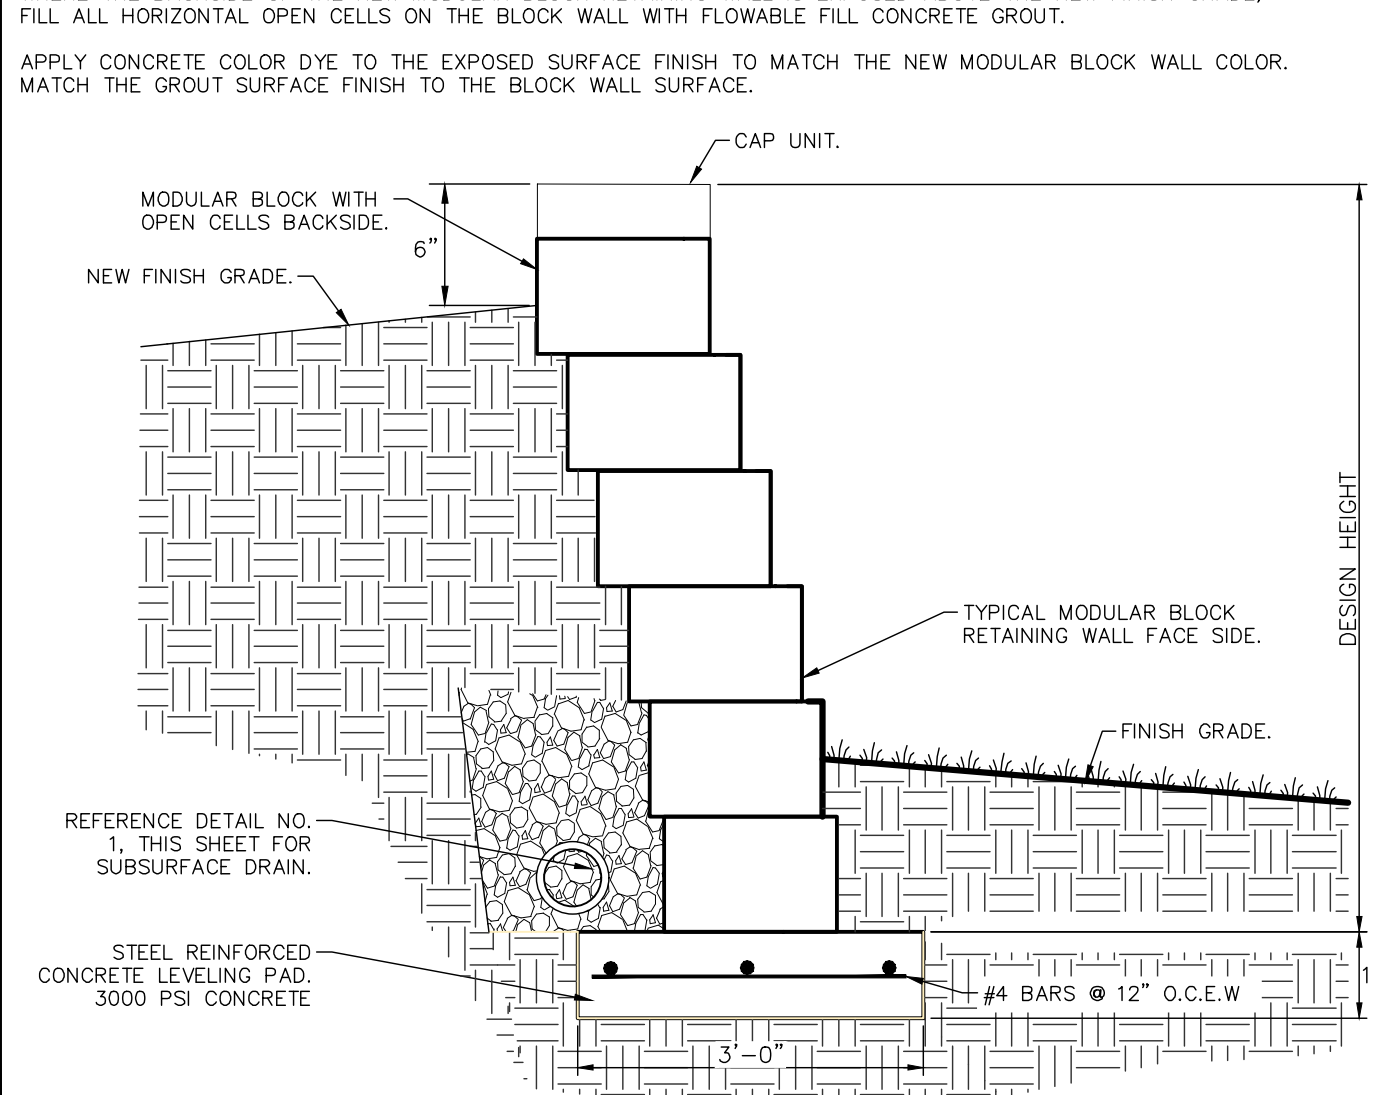 FILL ALL HORIZONTAL OPEN CELLS ON THE BLOCK WALL WITH FLOWABLE FILL CONCRETE GROUT.
APPLY CONCRETE COLOR DYE TO THE EXPOSED SURFACE FINISH TO MATCH THE NEW MODULAR BLOCK WALL COLOR.
MATCH THE GROUT SURFACE FINISH TO THE BLOCK WALL SURFACE.
CAP UNIT.
MODULAR BLOCK WITH
OPEN CELLS BACKSIDE.
6"
NEW FINISH GRADE.
DESIGN HEIGHT
TYPICAL MODULAR BLOCK
RETAINING WALL FACE SIDE.
FINISH GRADE.
REFERENCE DETAIL NO.
1, THIS SHEET FOR
SUBSURFACE DRAIN.
STEEL REINFORCED
CONCRETE LEVELING PAD.
3000 PSI CONCRETE
#4 BARS @ 12" O.C.E.W
1
3'-0"